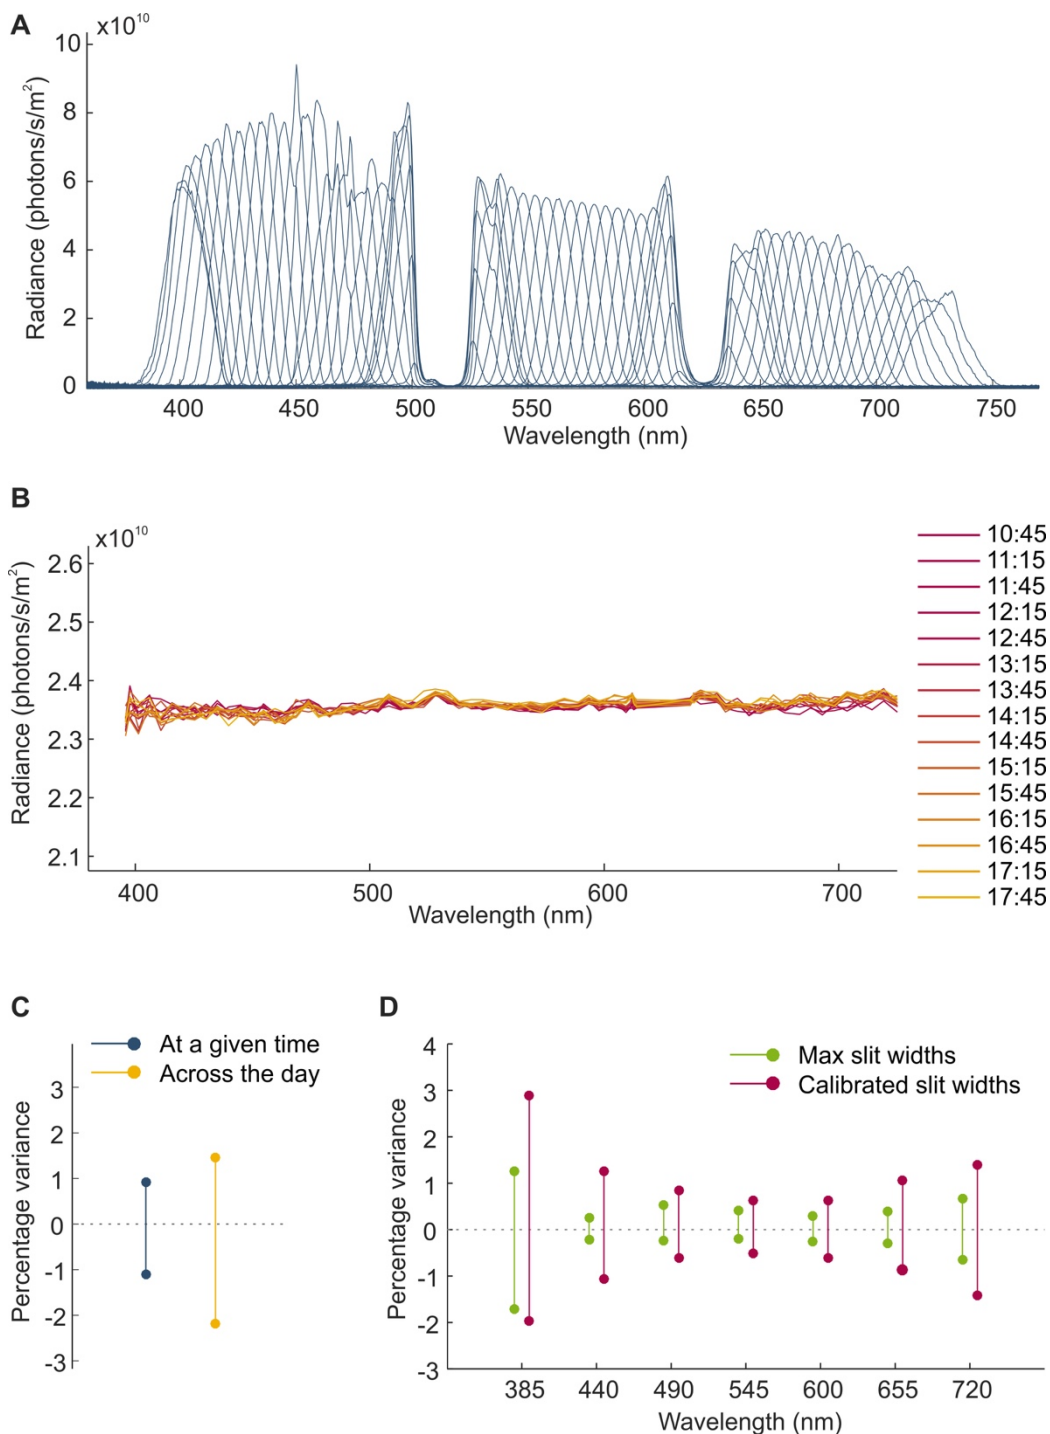 A
x10^10
Radiance (photons/s/m²)
10
8
6
4
2
0
400 450 500 550 600 650 700 750
Wavelength (nm)
B
x10^10
Radiance (photons/s/m²)
2.6
2.5
2.4
2.3
2.2
2.1
400 500 600 700
Wavelength (nm)
10:45
11:15
11:45
12:15
12:45
13:15
13:45
14:15
14:45
15:15
15:45
16:15
16:45
17:15
17:45
C
At a given time
Across the day
Percentage variance
3
2
1
0
-1
-2
-3
D
Max slit widths
Calibrated slit widths
Percentage variance
4
3
2
1
0
-1
-2
-3
385 440 490 545 600 655 720
Wavelength (nm)